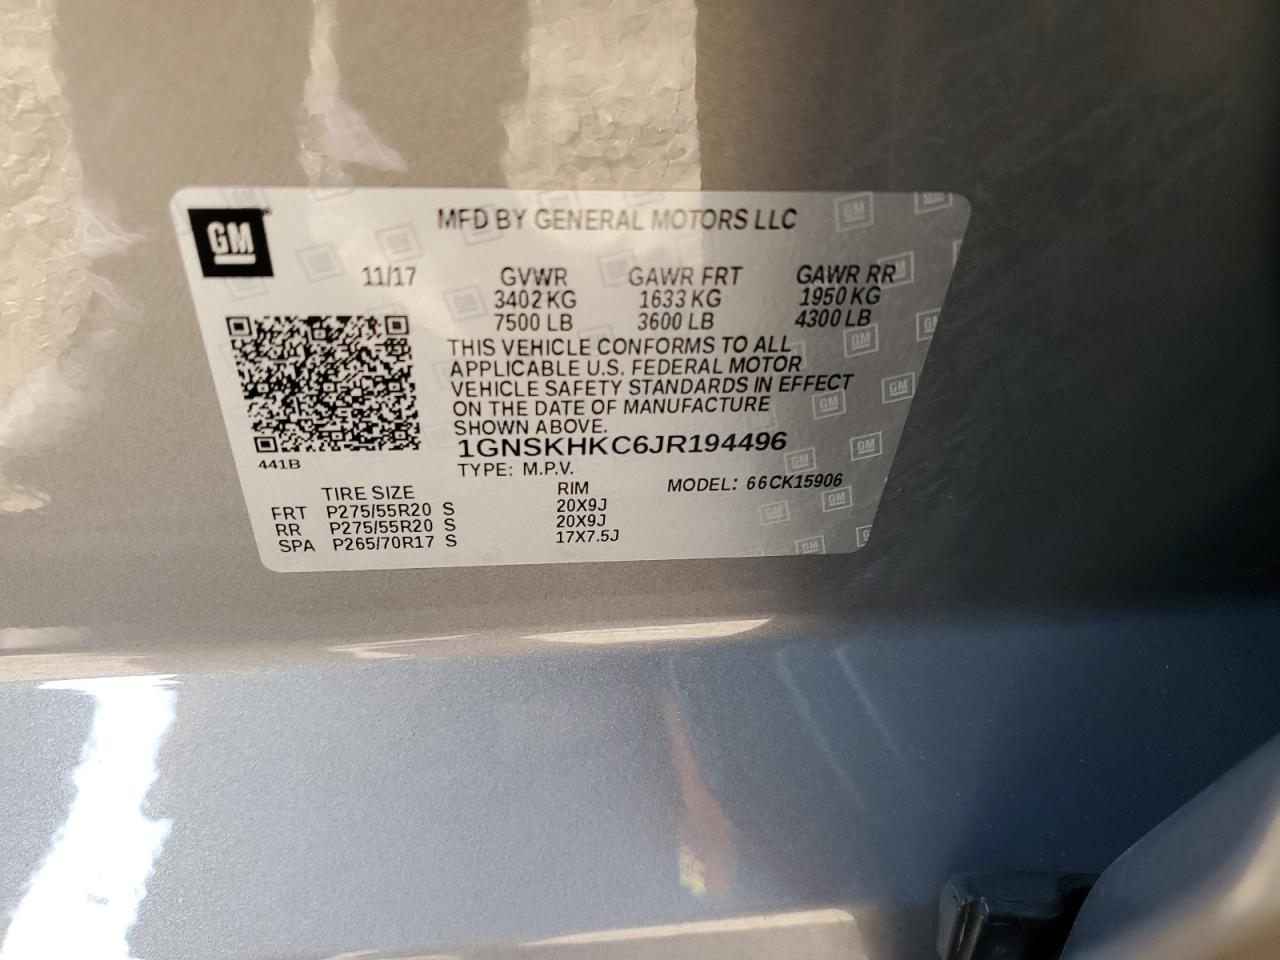 GM
MFD BY GENERAL MOTORS LLC
11/17 GVWR GAWR FRT GAWR RR
3402 KG 1633 KG 1950 KG
7500 LB 3600 LB 4300 LB
THIS VEHICLE CONFORMS TO ALL
APPLICABLE U.S. FEDERAL MOTOR
VEHICLE SAFETY STANDARDS IN EFFECT
ON THE DATE OF MANUFACTURE
SHOWN ABOVE.
1GNSKHKC6JR194496
441B
TYPE: M.P.V. MODEL: 66CK15906
TIRE SIZE RIM
FRT P275/55R20 S 20X9J
RR P275/55R20 S 20X9J
SPA P265/70R17 S 17X7.5J